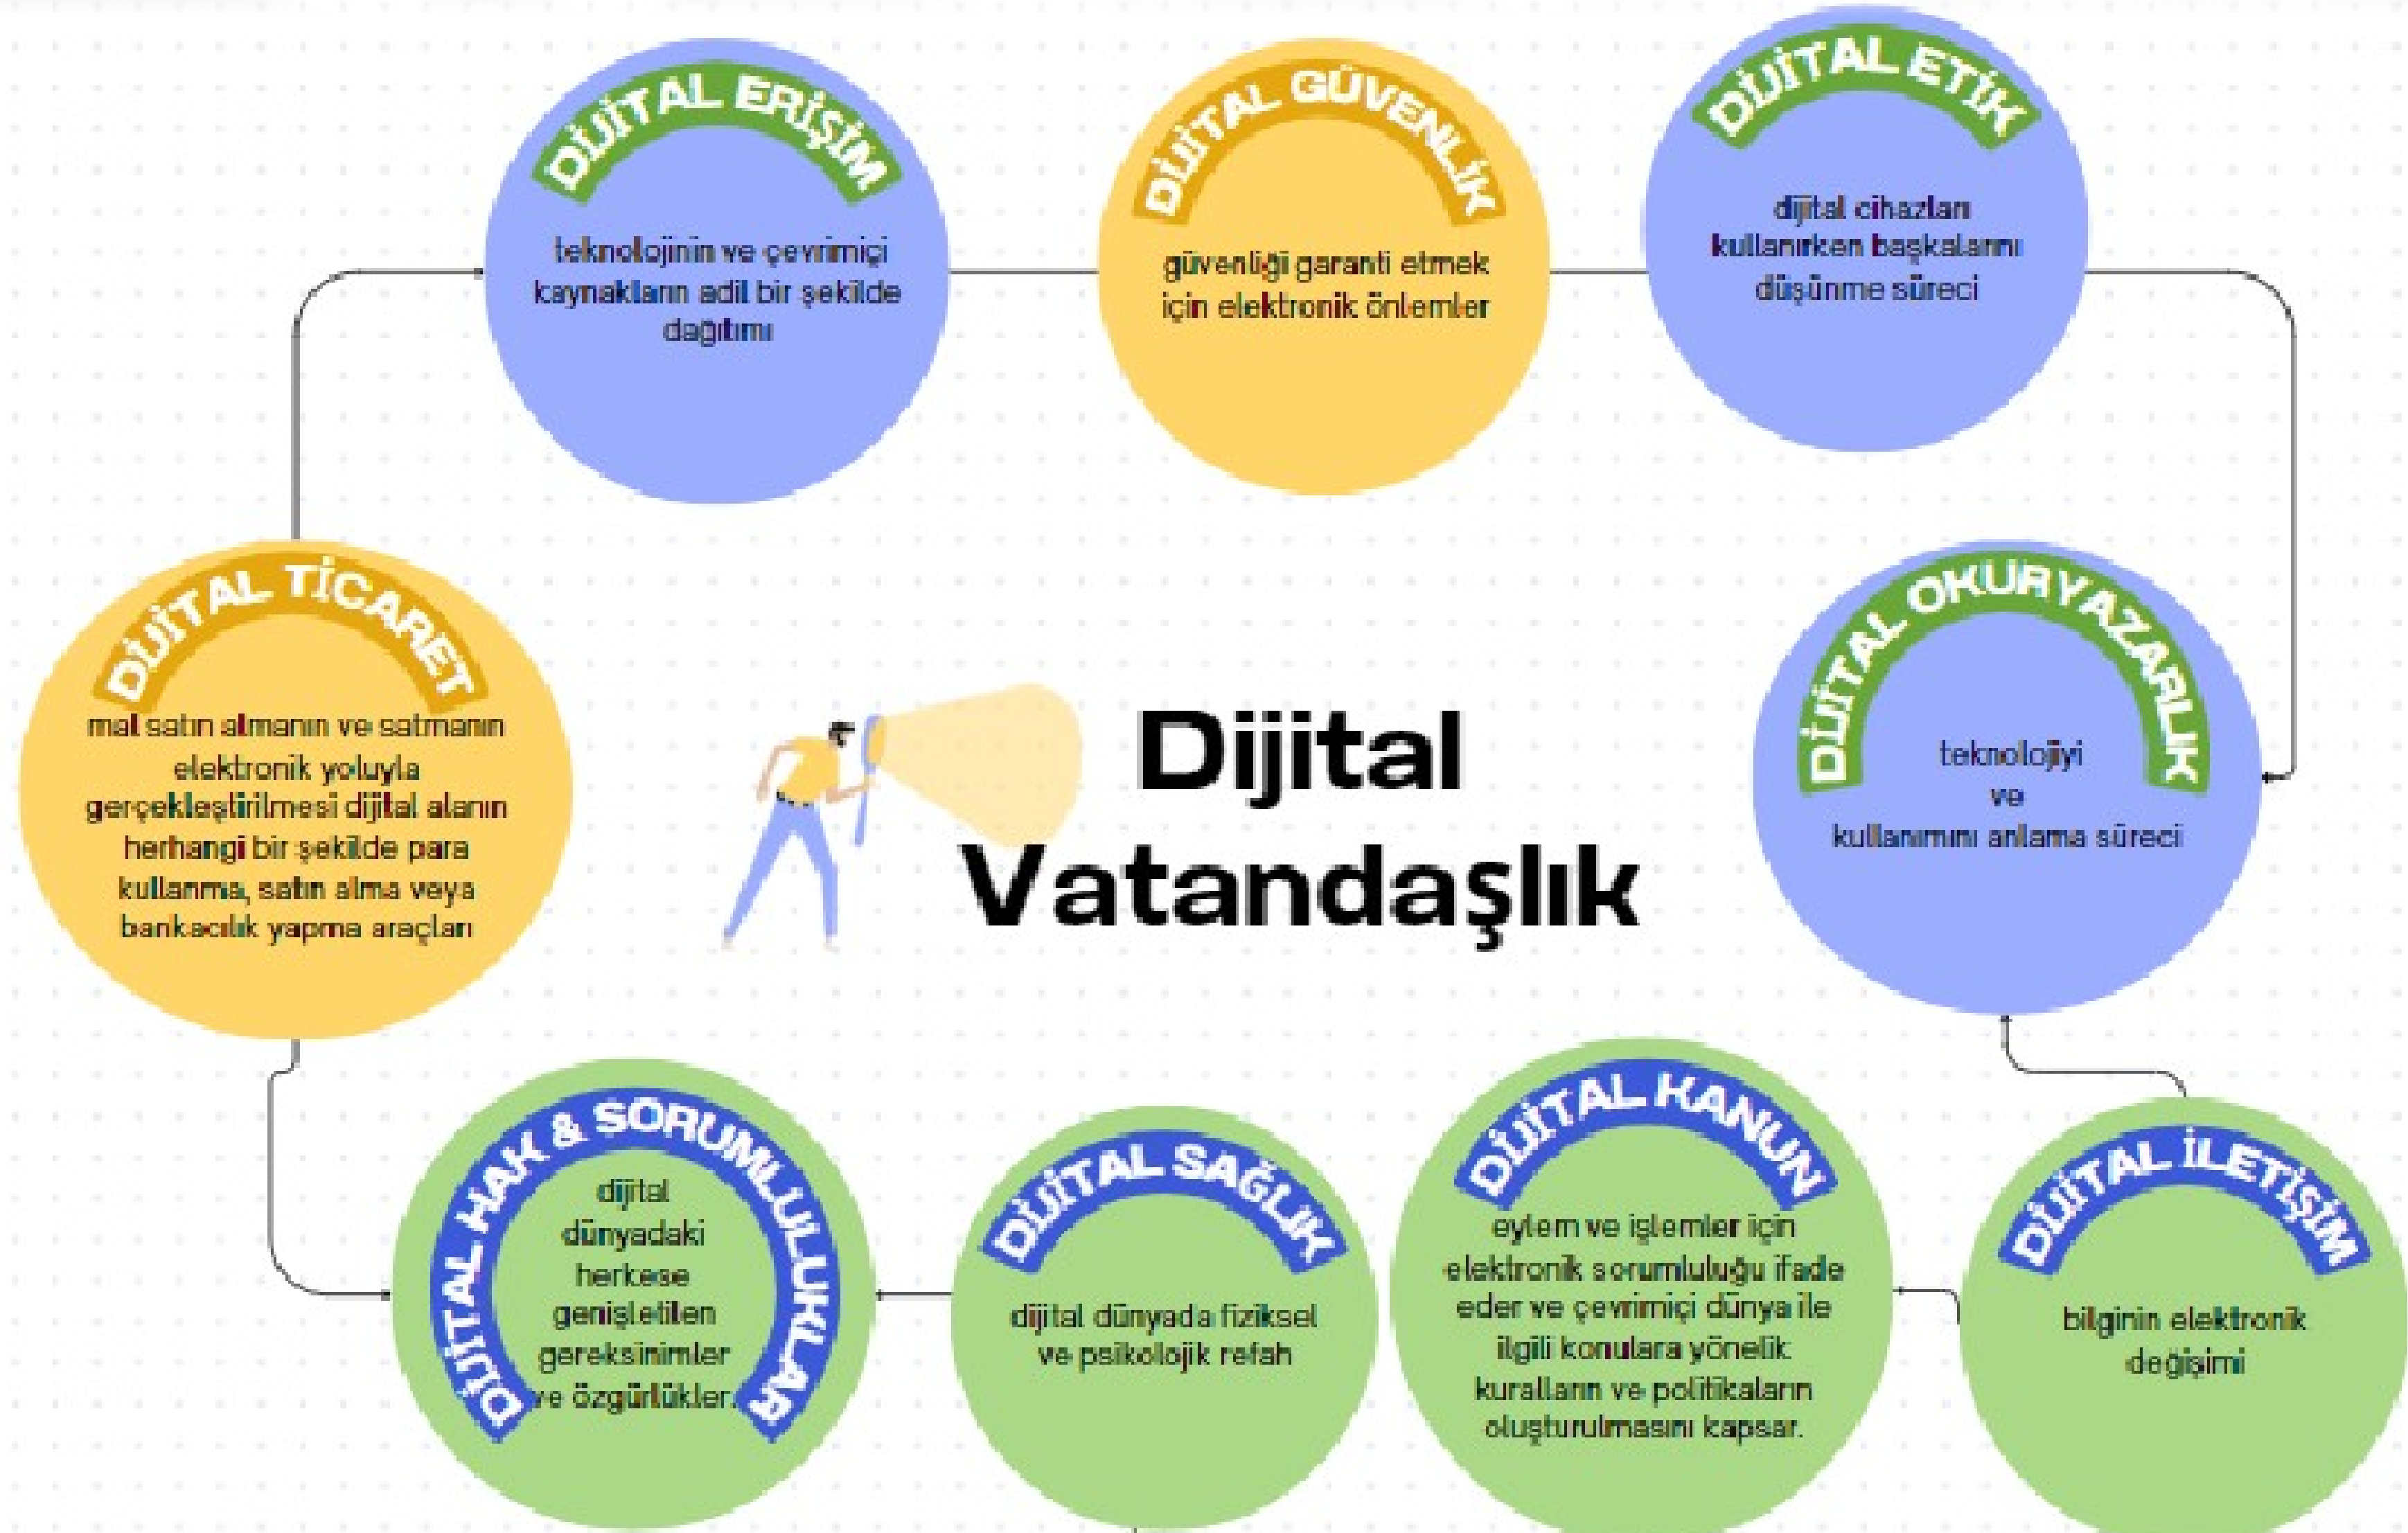 DİJİTAL ERİŞİM
teknolojinin ve çevrimiçi
kaynakların adil bir şekilde
dağıtımı
DİJİTAL GÜVENLİK
güvenliği garanti etmek
için elektronik önlemler
DİJİTAL ETİK
dijital cihazları
kullanırken başkalarını
düşünme süreci
DİJİTAL TİCARET
mal satın almanın ve satmanın
elektronik yoluyla
gerçekleştirilmesi dijital alanın
herhangi bir şekilde para
kullanma, satın alma veya
bankacılık yapma araçları
Dijital
Vatandaşlık
DİJİTAL OKURYAZARLIK
teknolojiyi
ve
kullanımını anlama süreci
DİJİTAL HAK & SORUMLULUKLAR
dijital
dünyadaki
herkese
genişletilen
gereksinimler
ve özgürlükler.
DİJİTAL SAĞLIK
dijital dünyada fiziksel
ve psikolojik refah
DİJİTAL KANUN
eylem ve işlemler için
elektronik sorumluluğu ifade
eder ve çevrimiçi dünya ile
ilgili konulara yönelik
kuralların ve politikaların
oluşturulmasını kapsar.
DİJİTAL İLETİŞİM
bilginin elektronik
değişimi